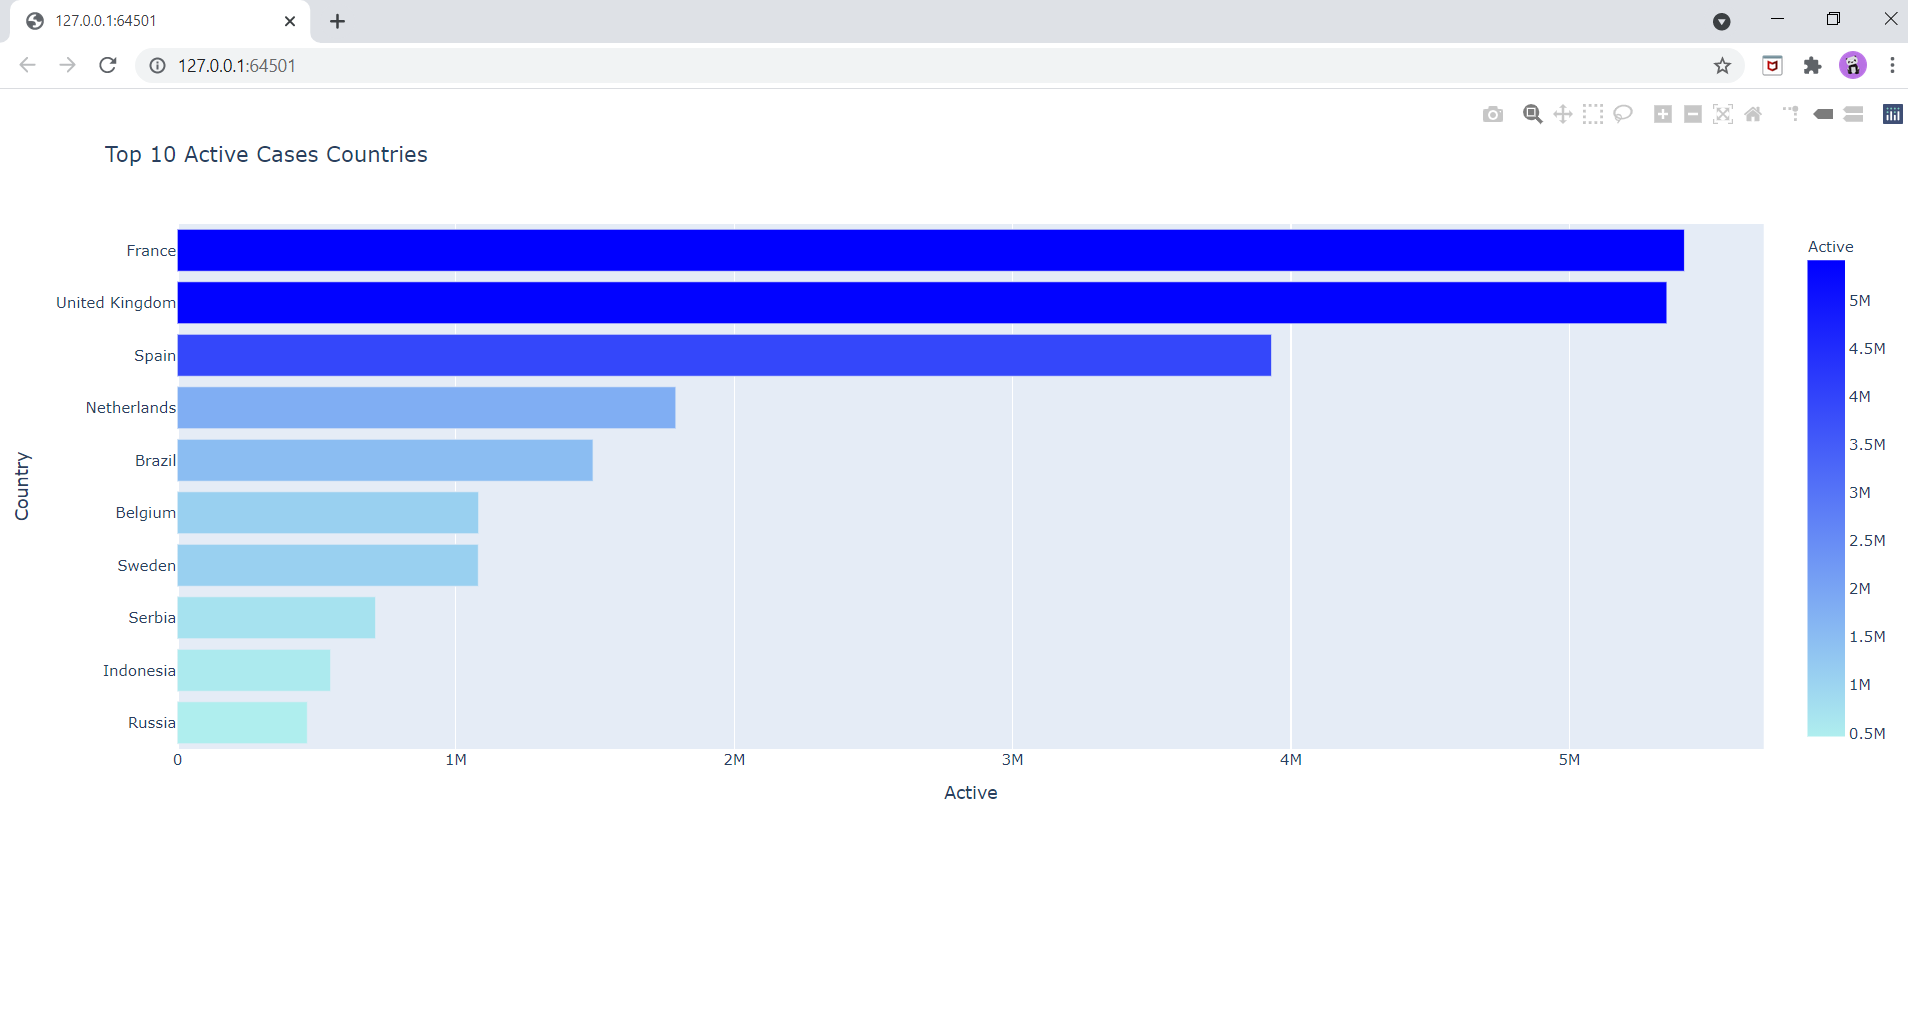 127.0.0.1:64501
127.0.0.1:64501
Top 10 Active Cases Countries
France
United Kingdom
Spain
Netherlands
Brazil
Belgium
Sweden
Serbia
Indonesia
Russia
Country
0 1M 2M 3M 4M 5M
Active
Active
5M
4.5M
4M
3.5M
3M
2.5M
2M
1.5M
1M
0.5M